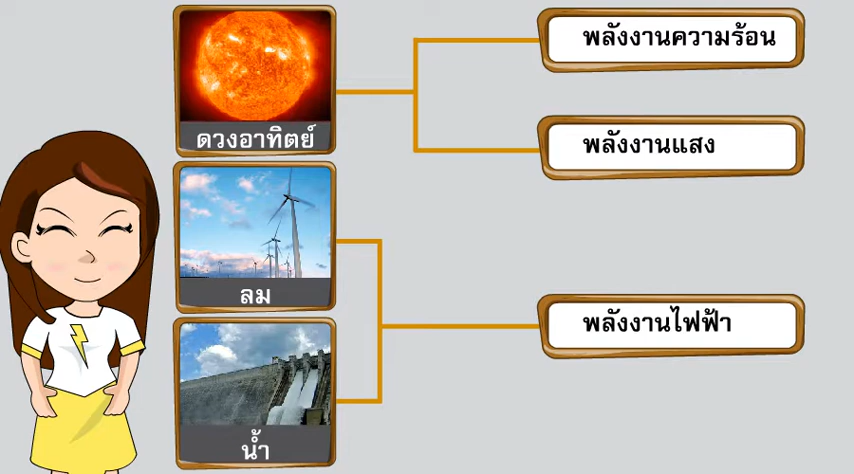 ดวงอาทิตย์
พลังงานความร้อน
พลังงานแสง
ลม
น้ำ
พลังงานไฟฟ้า